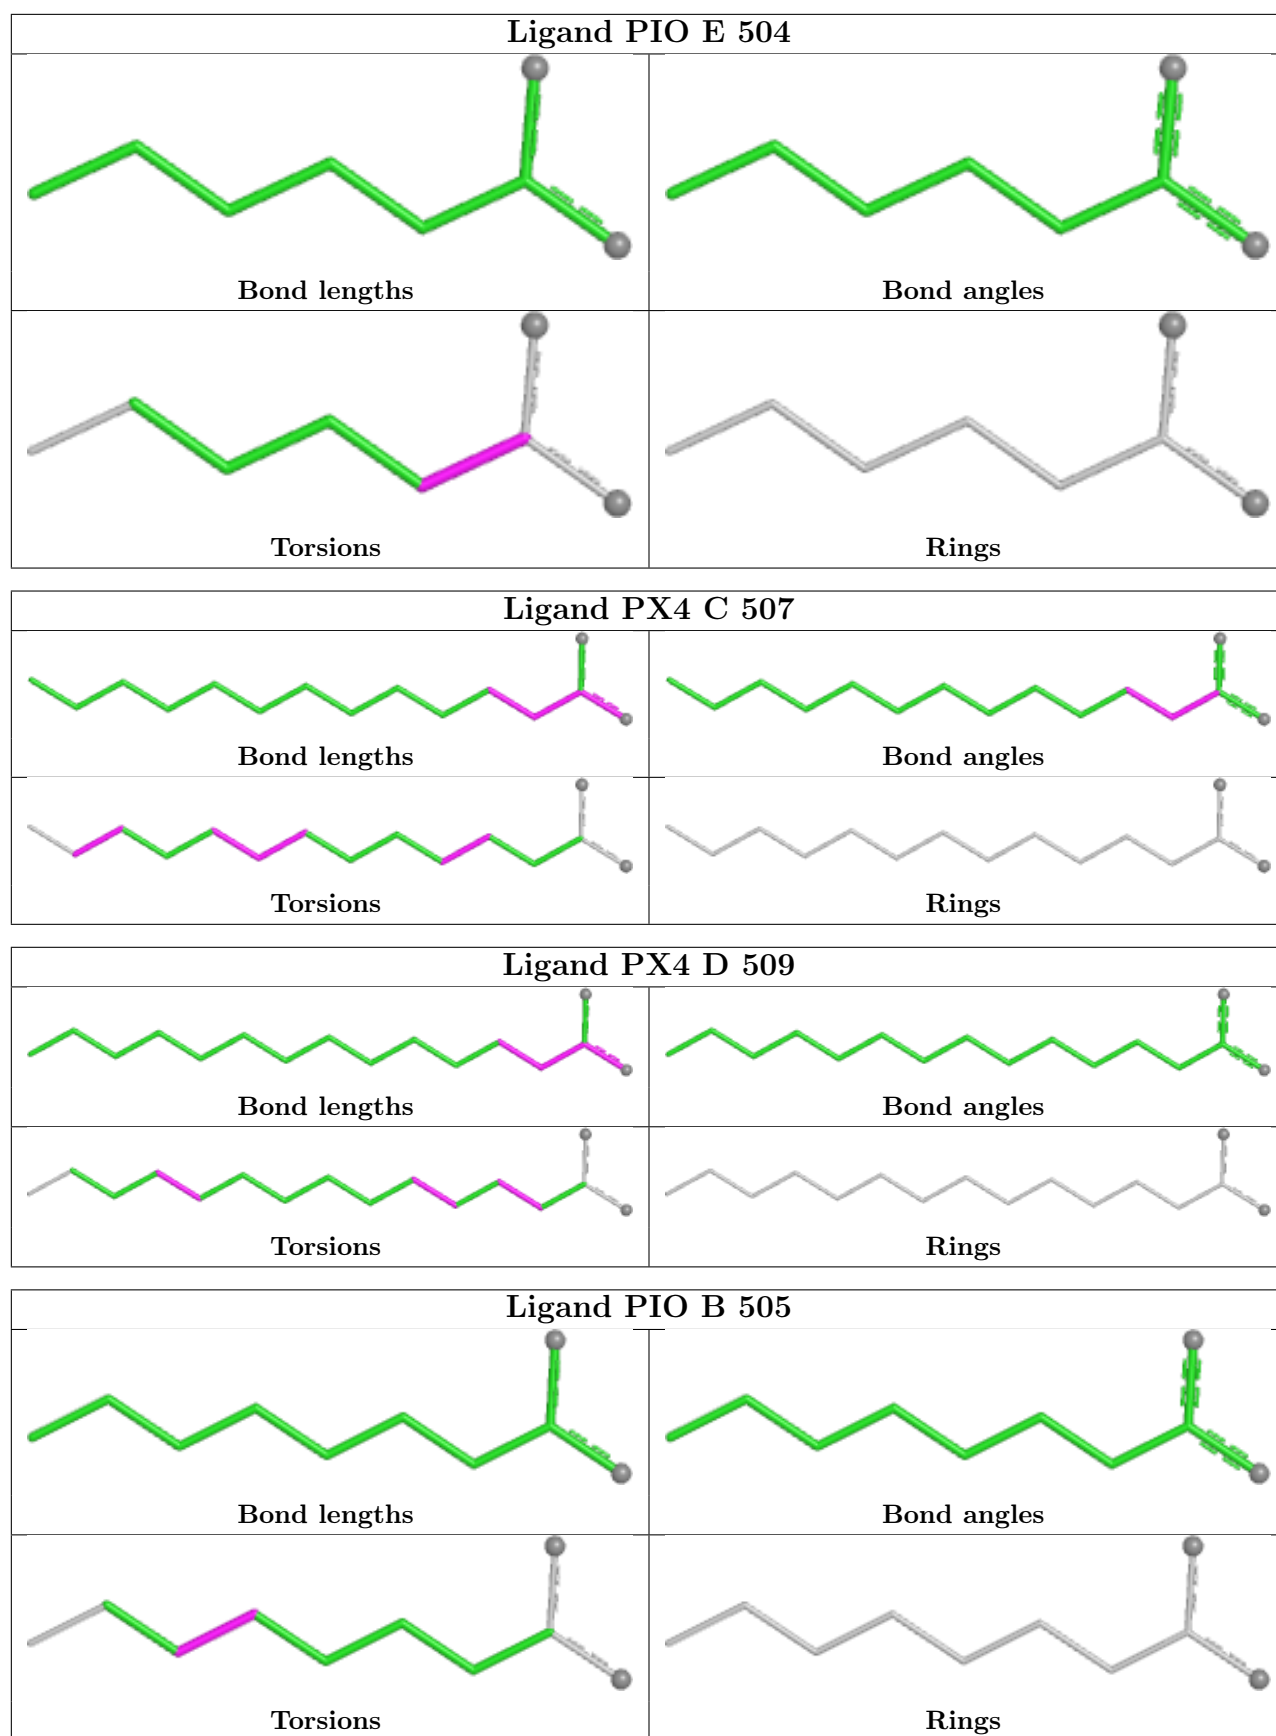 Ligand PIO E 504
Bond lengths
Bond angles
Torsions
Rings
Ligand PX4 C 507
Bond lengths
Bond angles
Torsions
Rings
Ligand PX4 D 509
Bond lengths
Bond angles
Torsions
Rings
Ligand PIO B 505
Bond lengths
Bond angles
Torsions
Rings